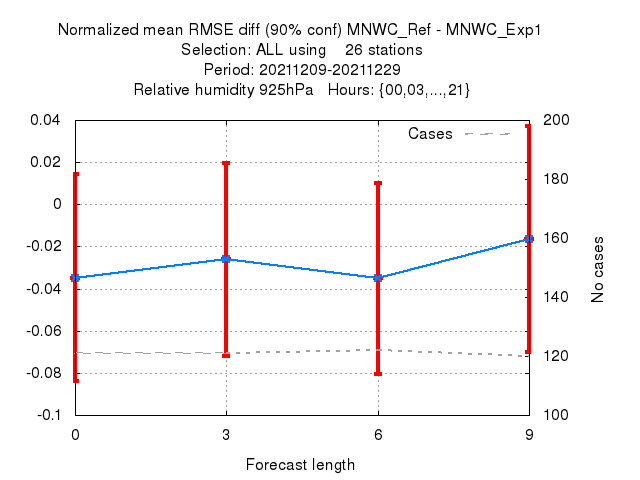 Normalized mean RMSE diff (90% conf) MNWC_Ref - MNWC_Exp1
Selection: ALL using 26 stations
Period: 20211209-20211229
Relative humidity 925hPa Hours: {00,03,...,21}
Cases
0.04
0.02
0
-0.02
-0.04
-0.06
-0.08
-0.1
200
180
160
140
120
100
No cases
0 3 6 9
Forecast length